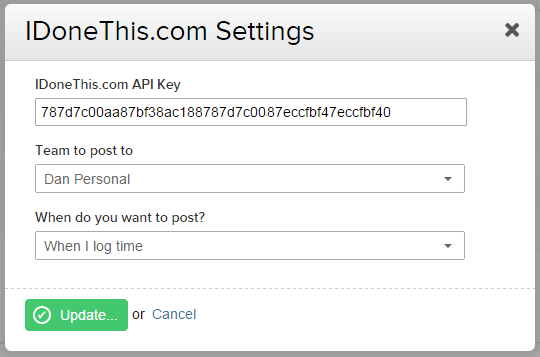 IDoneThis.com Settings
IDoneThis.com API Key
787d7c00aa87bf38ac188787d7c0087eccfbf47eccfbf40
Team to post to
Dan Personal
When do you want to post?
When I log time
Update... or Cancel